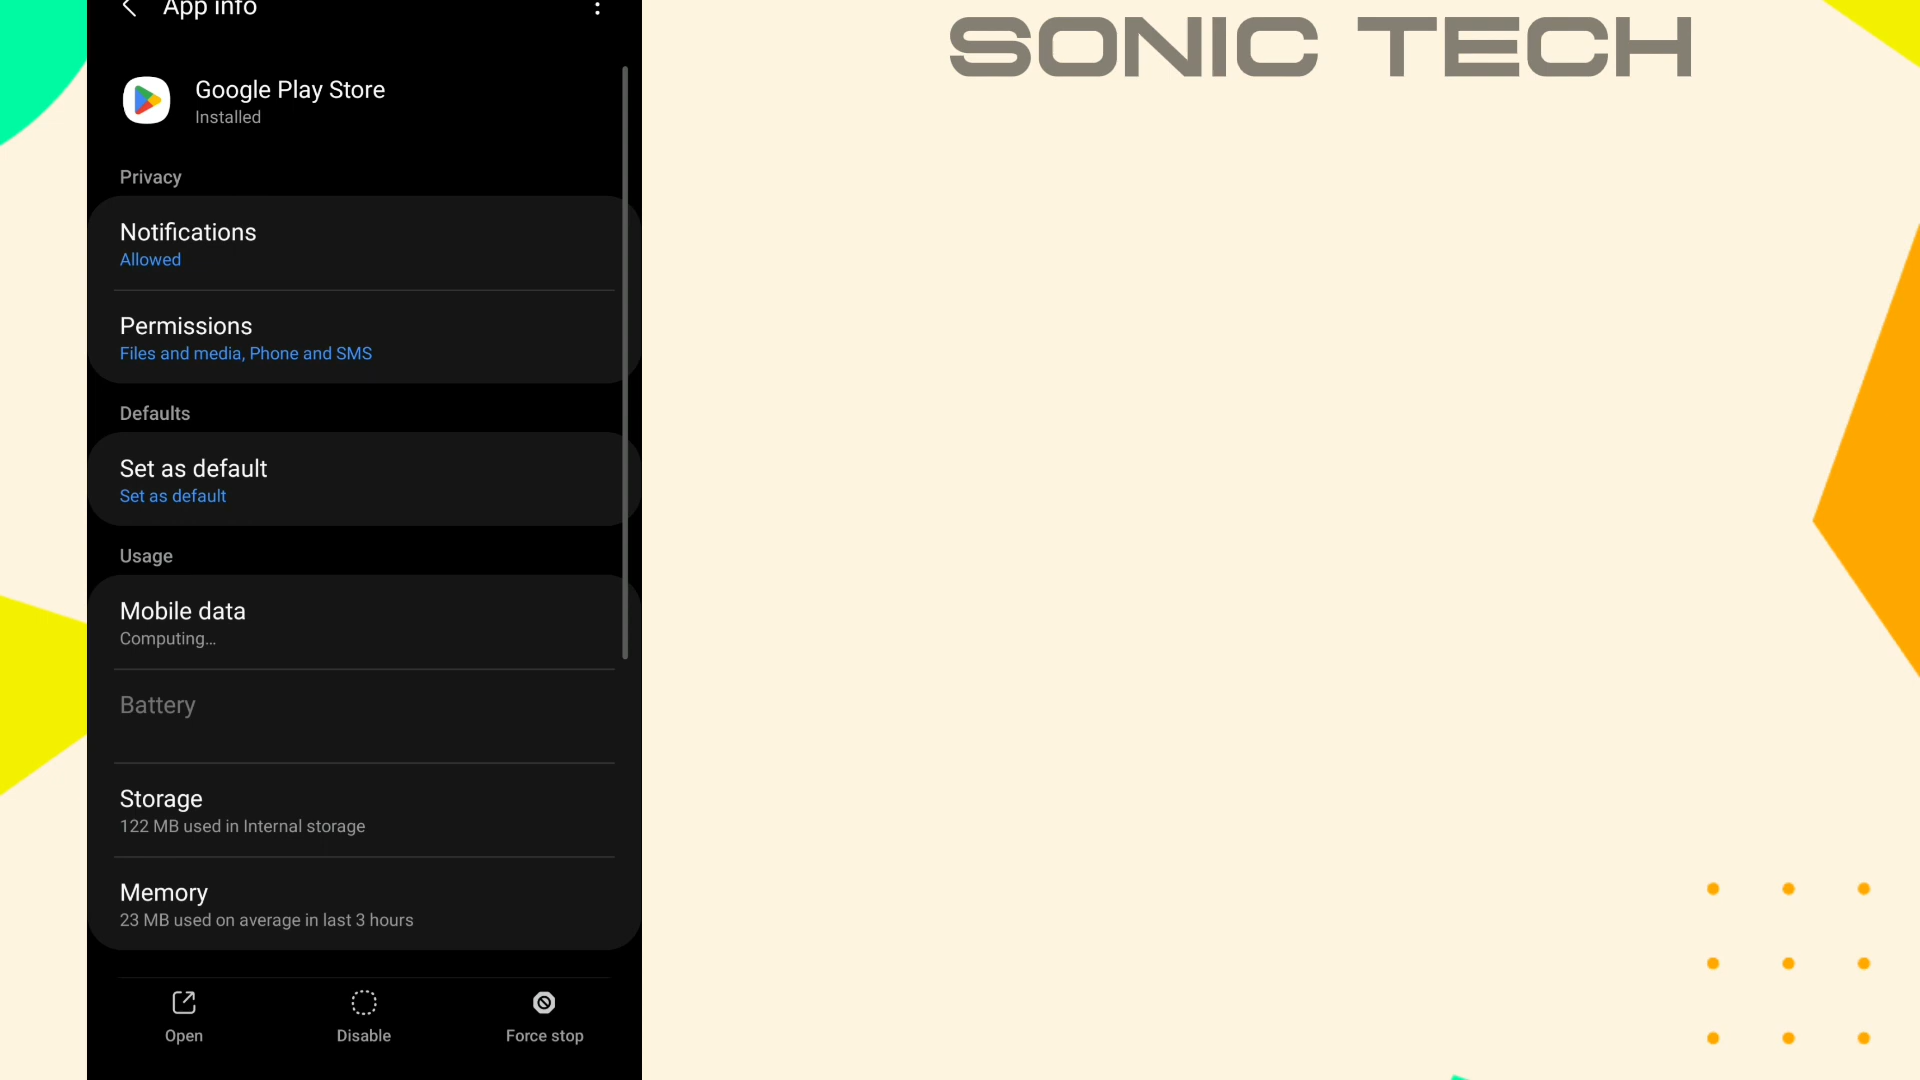 App info
SONIC TECH
Google Play Store
Installed
Privacy
Notifications
Allowed
Permissions
Files and media, Phone and SMS
Defaults
Set as default
Set as default
Usage
Mobile data
Computing...
Battery
Storage
122 MB used in Internal storage
Memory
23 MB used on average in last 3 hours
Open
Disable
Force stop